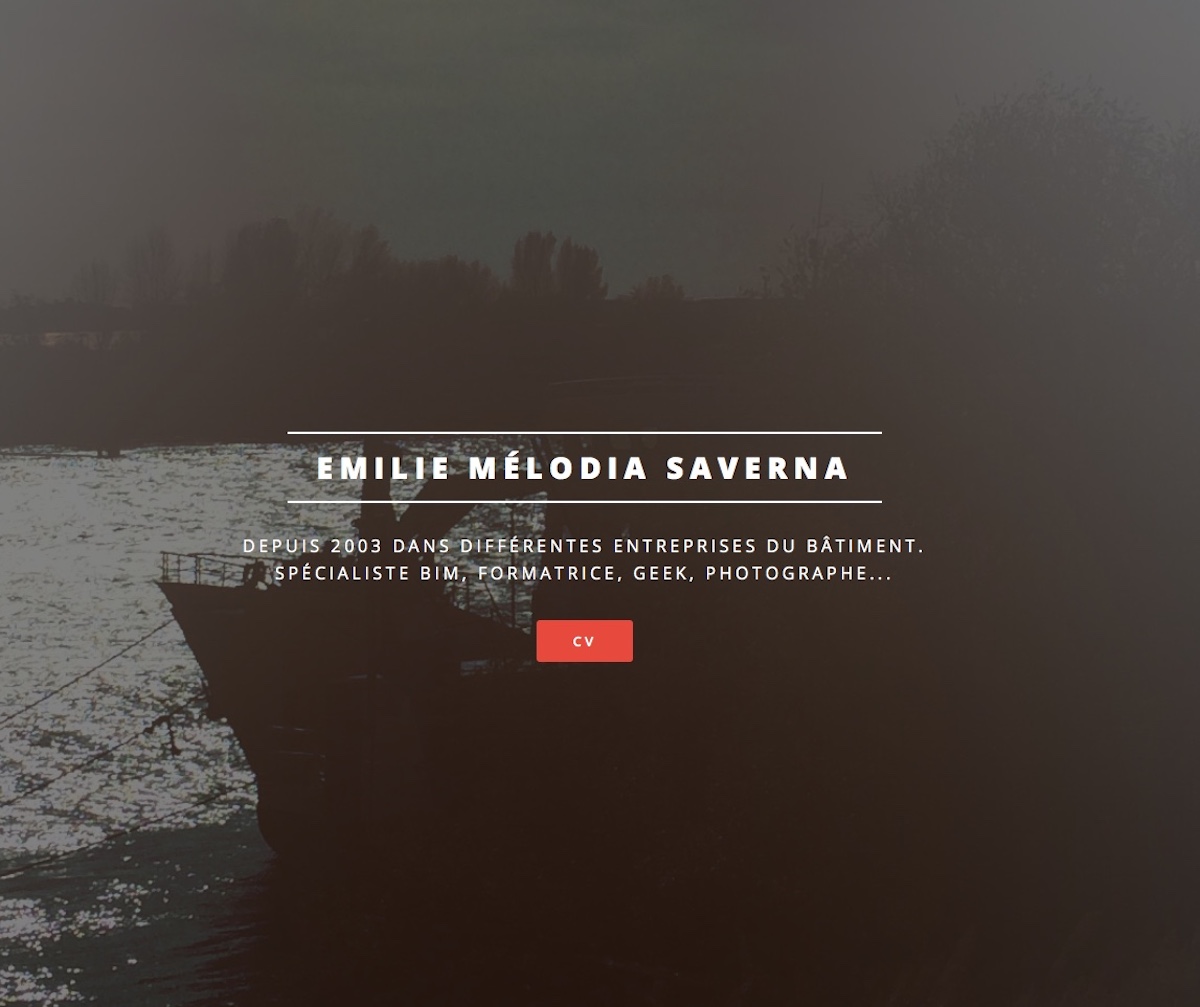 EMILIE MÉLODIA SAVERNA
DEPUIS 2003 DANS DIFFÉRENTES ENTREPRISES DU BÂTIMENT.
SPÉCIALISTE BIM, FORMATRICE, GEEK, PHOTOGRAPHE...
CV